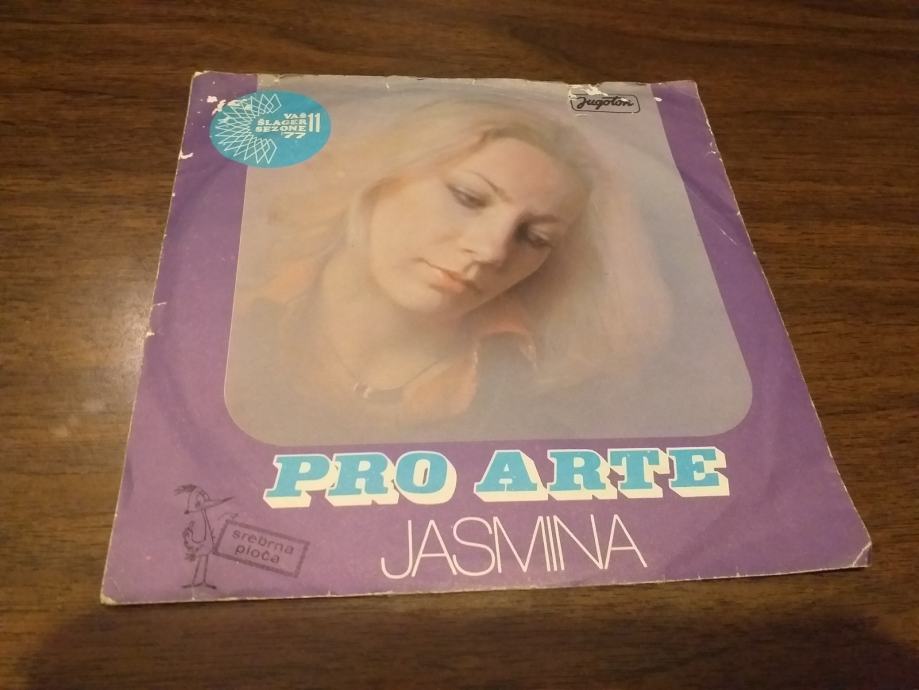 VAŠ
ŠLAGER 11
SEZONE
'77
Jugoton
PRO ARTE
JASMINA
srebrna
ploča